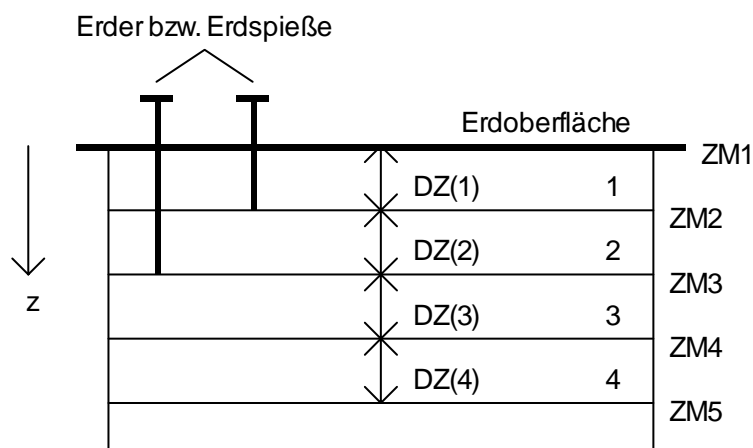 Erder bzw. Erdspieße
Erdoberfläche
ZM1
DZ(1) 1
ZM2
DZ(2) 2
ZM3
z
DZ(3) 3
ZM4
DZ(4) 4
ZM5